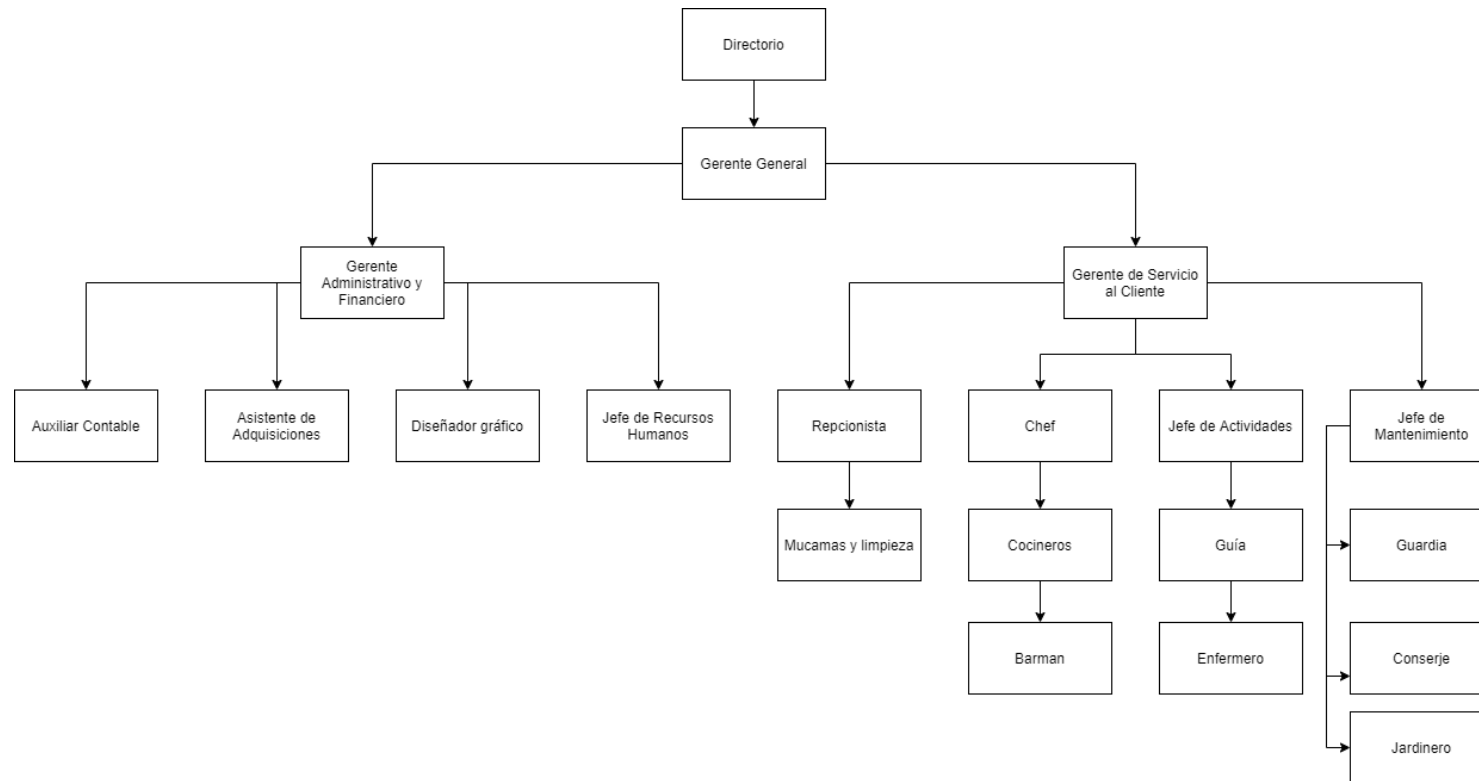 Directorio
Gerente General
Gerente
Administrativo y
Financiero
Gerente de Servicio
al Cliente
Auxiliar Contable
Asistente de
Adquisiciones
Diseñador gráfico
Jefe de Recursos
Humanos
Repcionista
Chef
Jefe de Actividades
Jefe de
Mantenimiento
Mucamas y limpieza
Cocineros
Guía
Guardia
Barman
Enfermero
Conserje
Jardinero